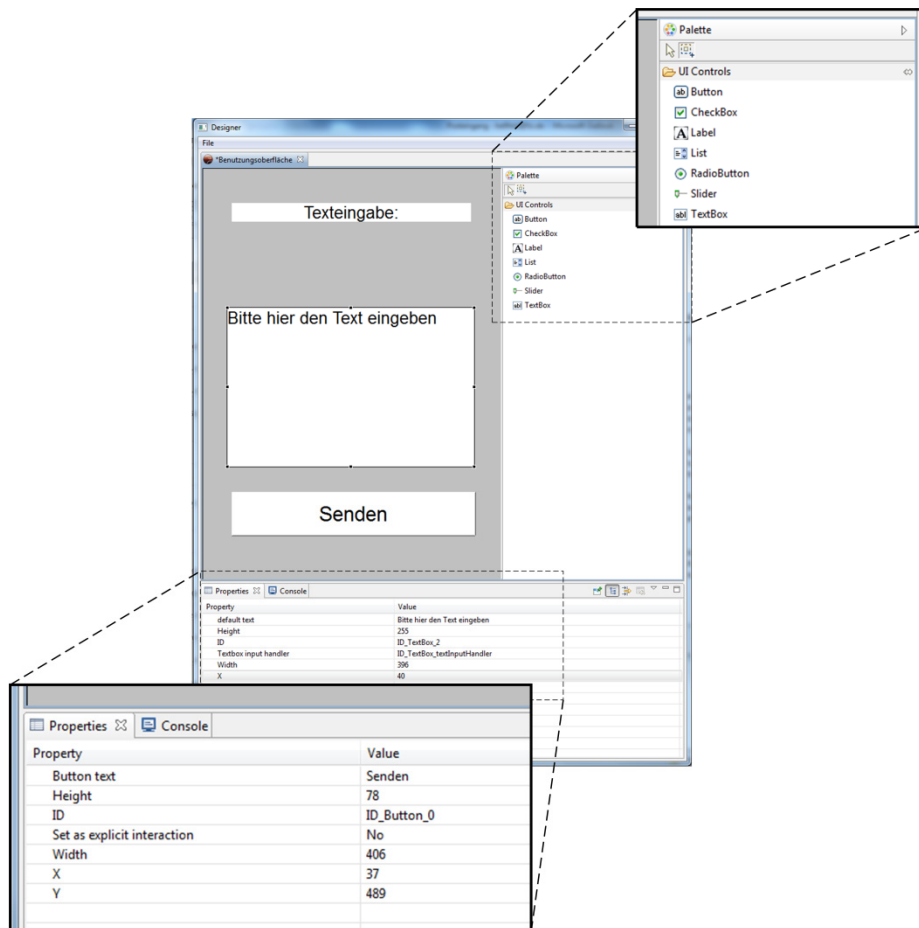 Palette
UI Controls
Button
CheckBox
Label
List
RadioButton
Slider
TextBox
Designer
File
*Benutzungsoberfläche
Texteingabe:
Bitte hier den Text eingeben
Senden
Palette
UI Controls
Button
CheckBox
Label
List
RadioButton
Slider
TextBox
Properties Console
Property Value
default text Bitte hier den Text eingeben
Height 255
ID ID_TextBox_2
Textbox input handler ID_TextBox_textInputHandler
Width 396
X 40
Properties Console
Property Value
Button text Senden
Height 78
ID ID_Button_0
Set as explicit interaction No
Width 406
X 37
Y 489